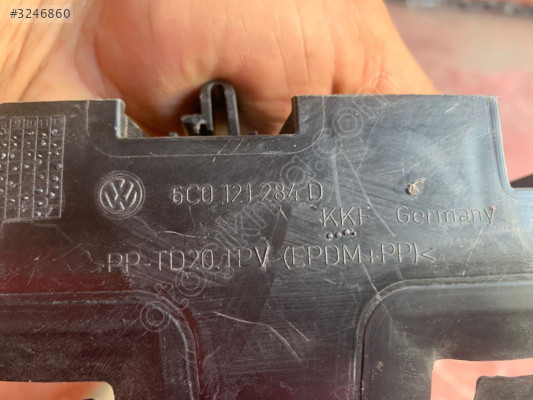 #3246860
6C0 121 284 D
KKF Germany
>PP-TD20,TPV (EPDM+PP)<